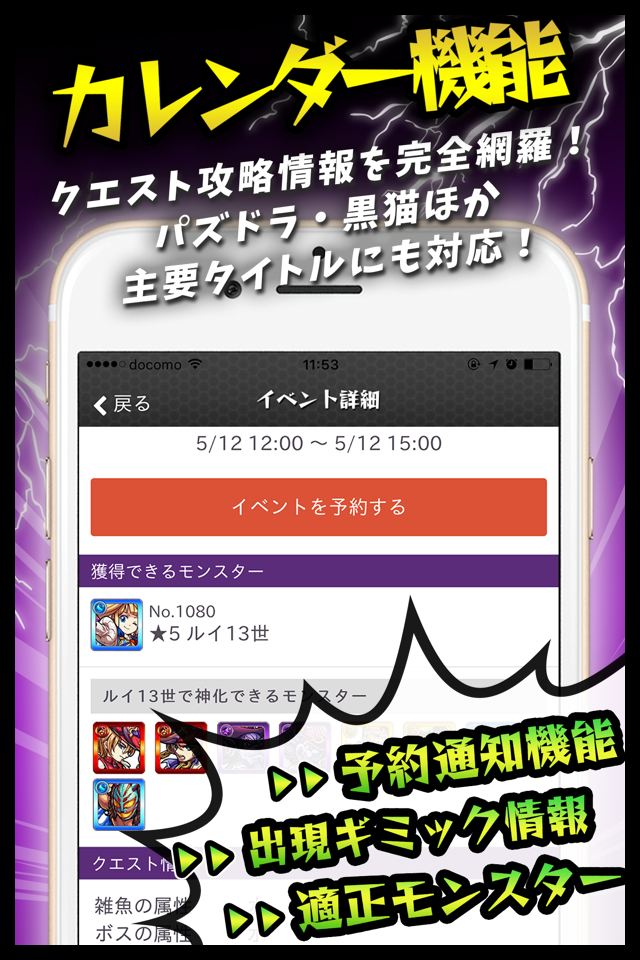 カレンダー機能
クエスト攻略情報を完全網羅！
パズドラ・黒猫ほか
主要タイトルにも対応！
docomo
11:53
戻る
イベント詳細
5/12 12:00 ～ 5/12 15:00
イベントを予約する
獲得できるモンスター
No.1080
★5 ルイ13世
ルイ13世で神化できるモンスター
予約通知機能
出現ギミック情報
適正モンスター
クエスト情
雑魚の属性
ボスの属性